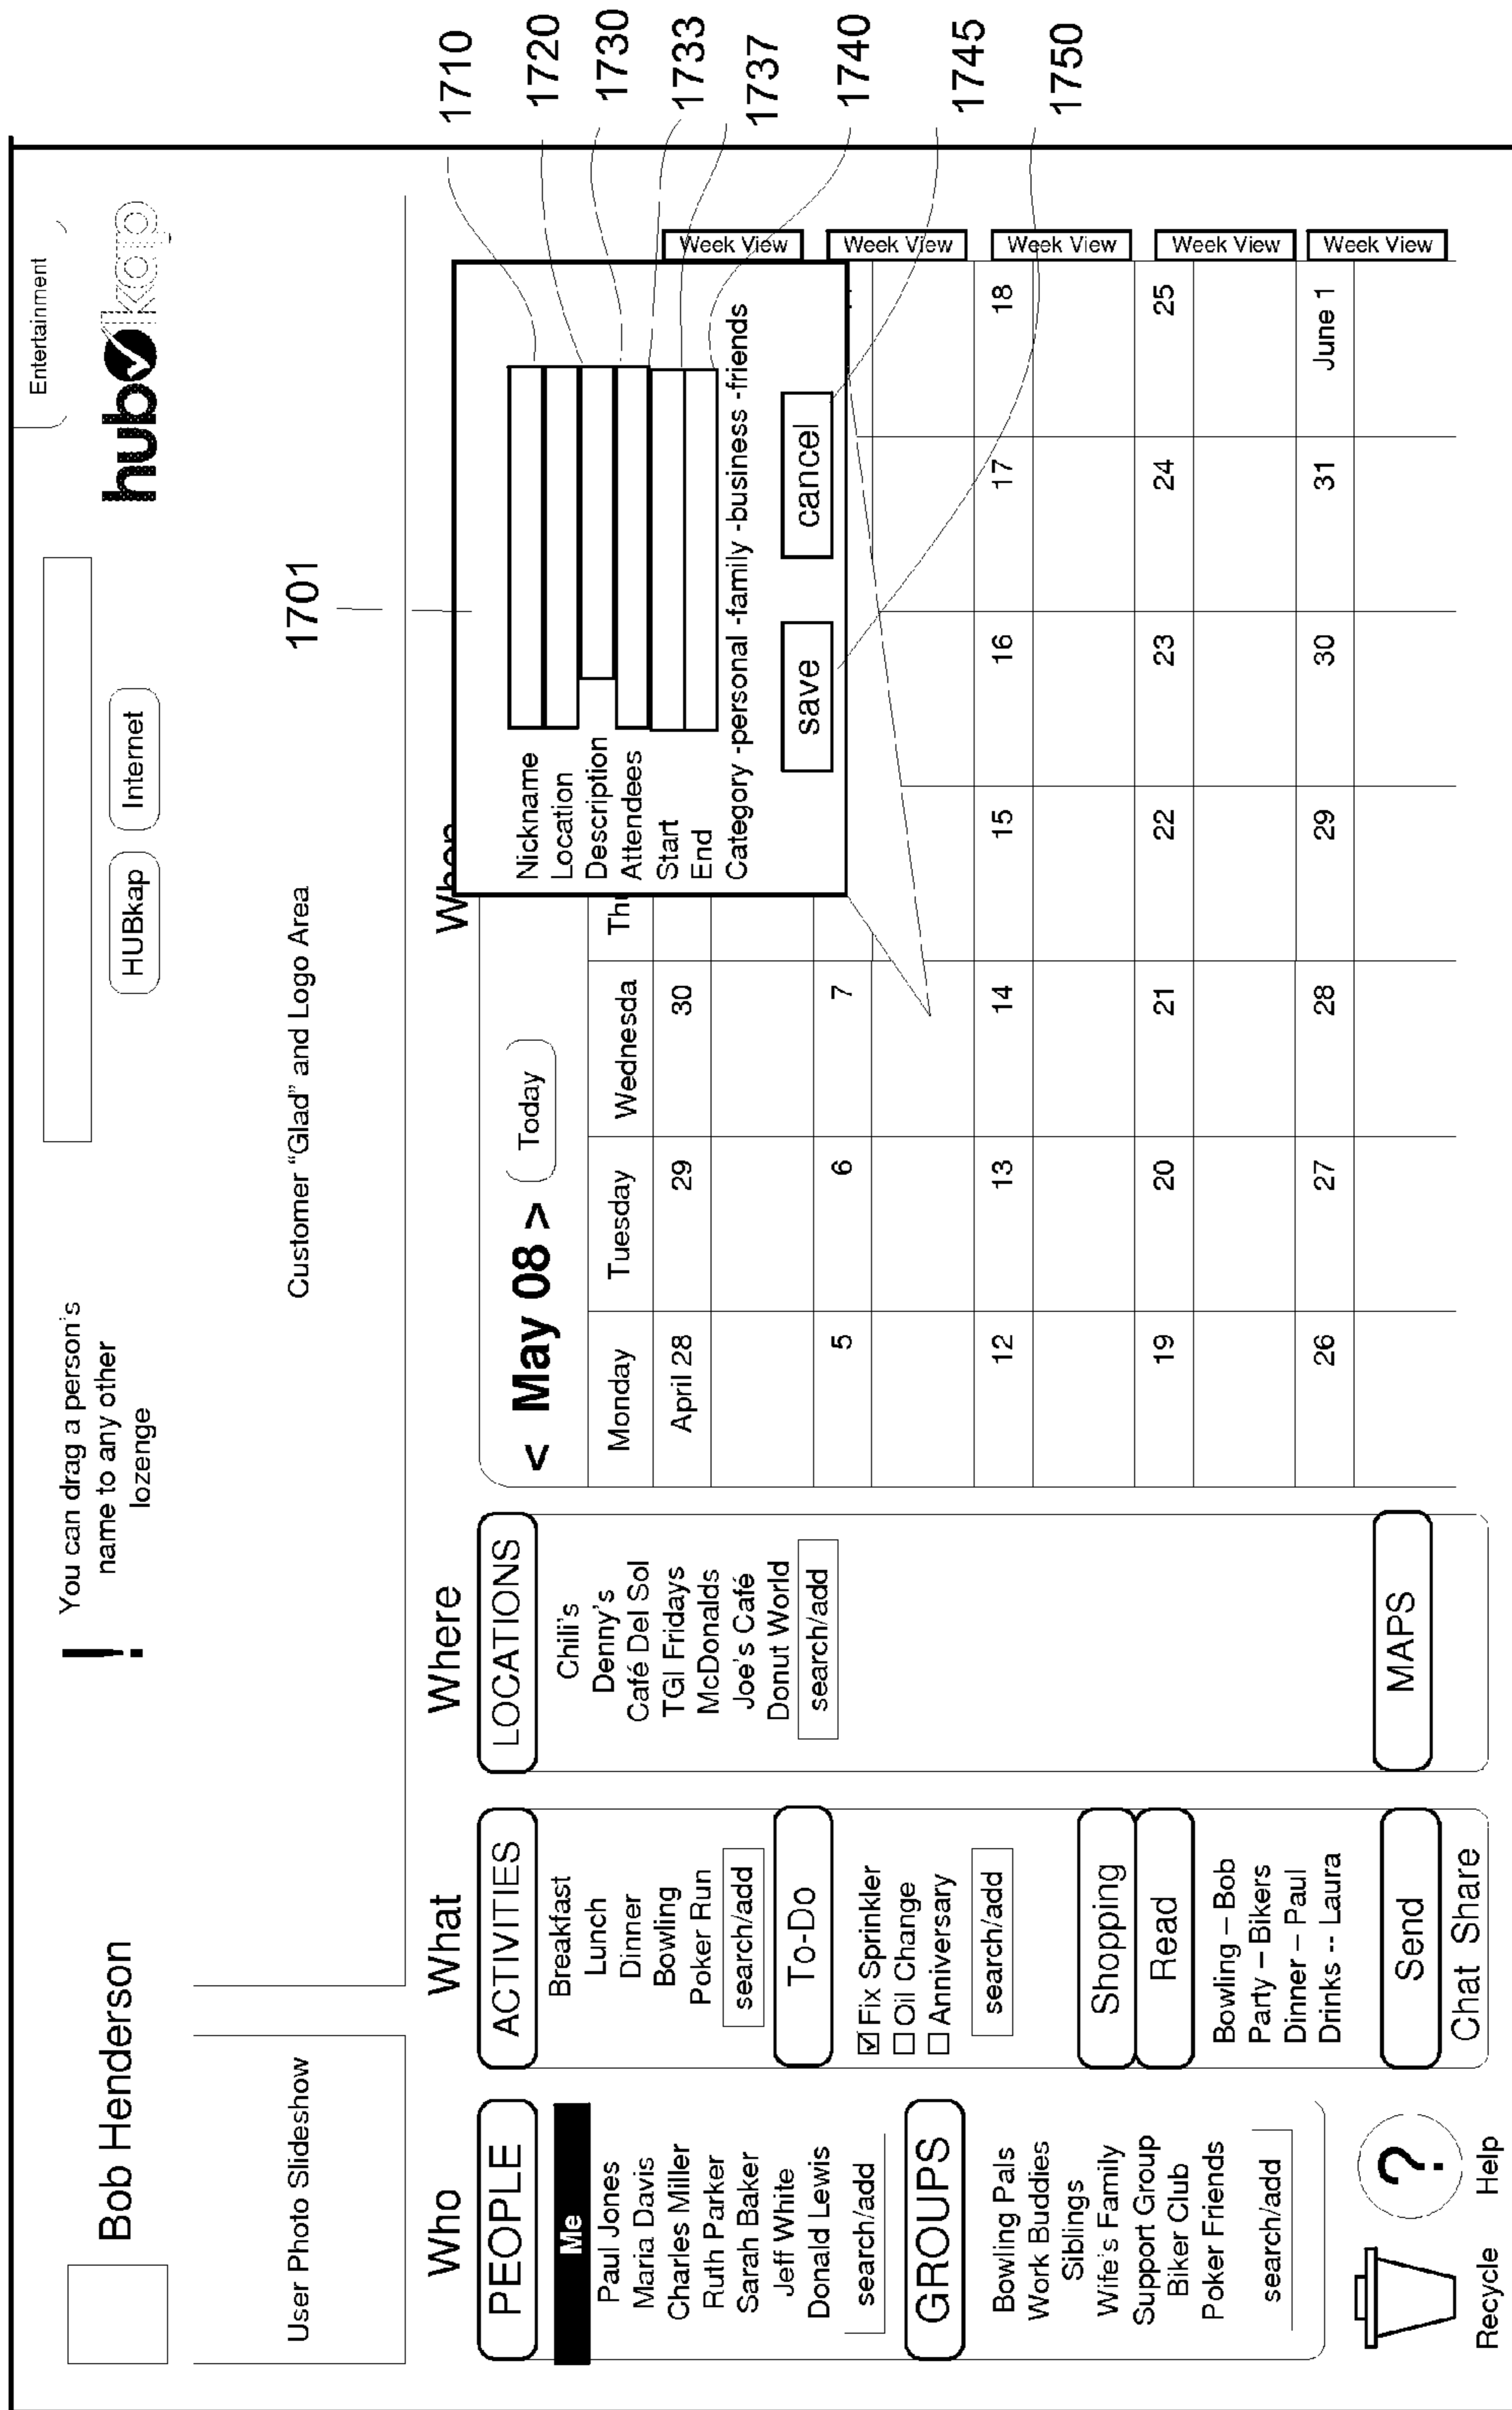 Bob Henderson
! You can drag a person's
name to any other
lozenge
HUBkap
Internet
Entertainment
hubkap
User Photo Slideshow
Customer "Glad" and Logo Area
1701
Who
PEOPLE
Me
Paul Jones
Maria Davis
Charles Miller
Ruth Parker
Sarah Baker
Jeff White
Donald Lewis
search/add
GROUPS
Bowling Pals
Work Buddies
Siblings
Wife's Family
Support Group
Biker Club
Poker Friends
search/add
Recycle
?
Help
What
ACTIVITIES
Breakfast
Lunch
Dinner
Bowling
Poker Run
search/add
To-Do
☑ Fix Sprinkler
☐ Oil Change
☐ Anniversary
search/add
Shopping
Read
Bowling – Bob
Party – Bikers
Dinner – Paul
Drinks -- Laura
Send
Chat Share
Where
LOCATIONS
Chili's
Denny's
Café Del Sol
TGI Fridays
McDonalds
Joe's Café
Donut World
search/add
MAPS
When
< May 08 > Today
Monday Tuesday Wednesda Thu
April 28 29 30 Week View
5 6 7 Week View
12 13 14 15 16 17 18 Week View
19 20 21 22 23 24 25 Week View
26 27 28 29 30 31 June 1 Week View
Nickname
Location
Description
Attendees
Start
End
Category -personal -family -business -friends
save cancel
1710
1720
1730
1733
1737
1740
1745
1750